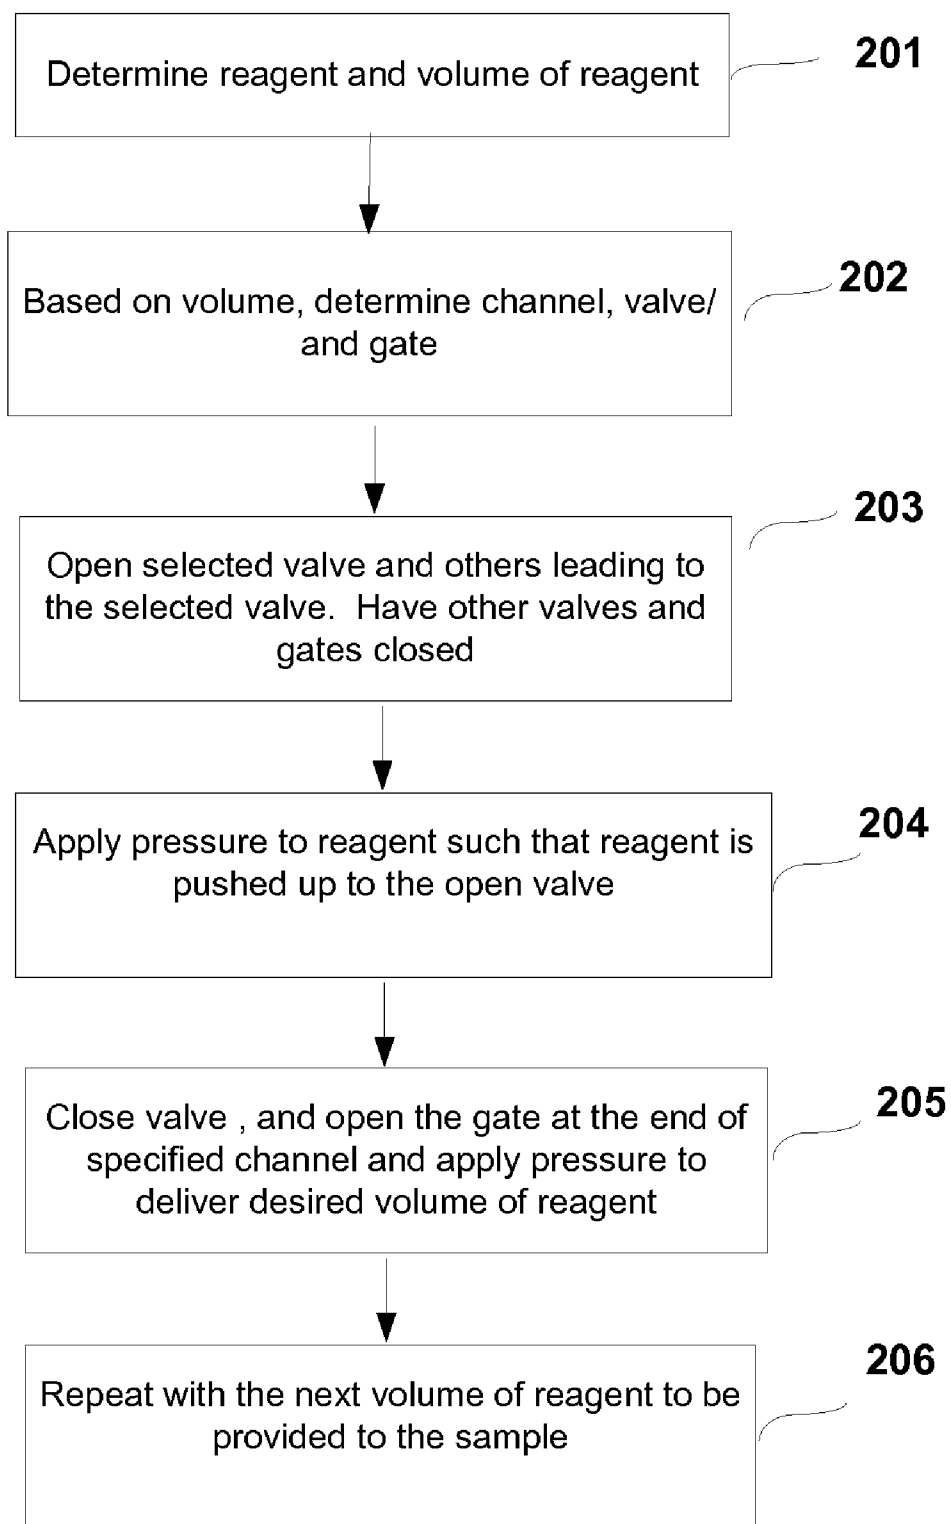 Determine reagent and volume of reagent
201
Based on volume, determine channel, valve/
and gate
202
Open selected valve and others leading to
the selected valve.  Have other valves and
gates closed
203
Apply pressure to reagent such that reagent is
pushed up to the open valve
204
Close valve , and open the gate at the end of
specified channel and apply pressure to
deliver desired volume of reagent
205
Repeat with the next volume of reagent to be
provided to the sample
206